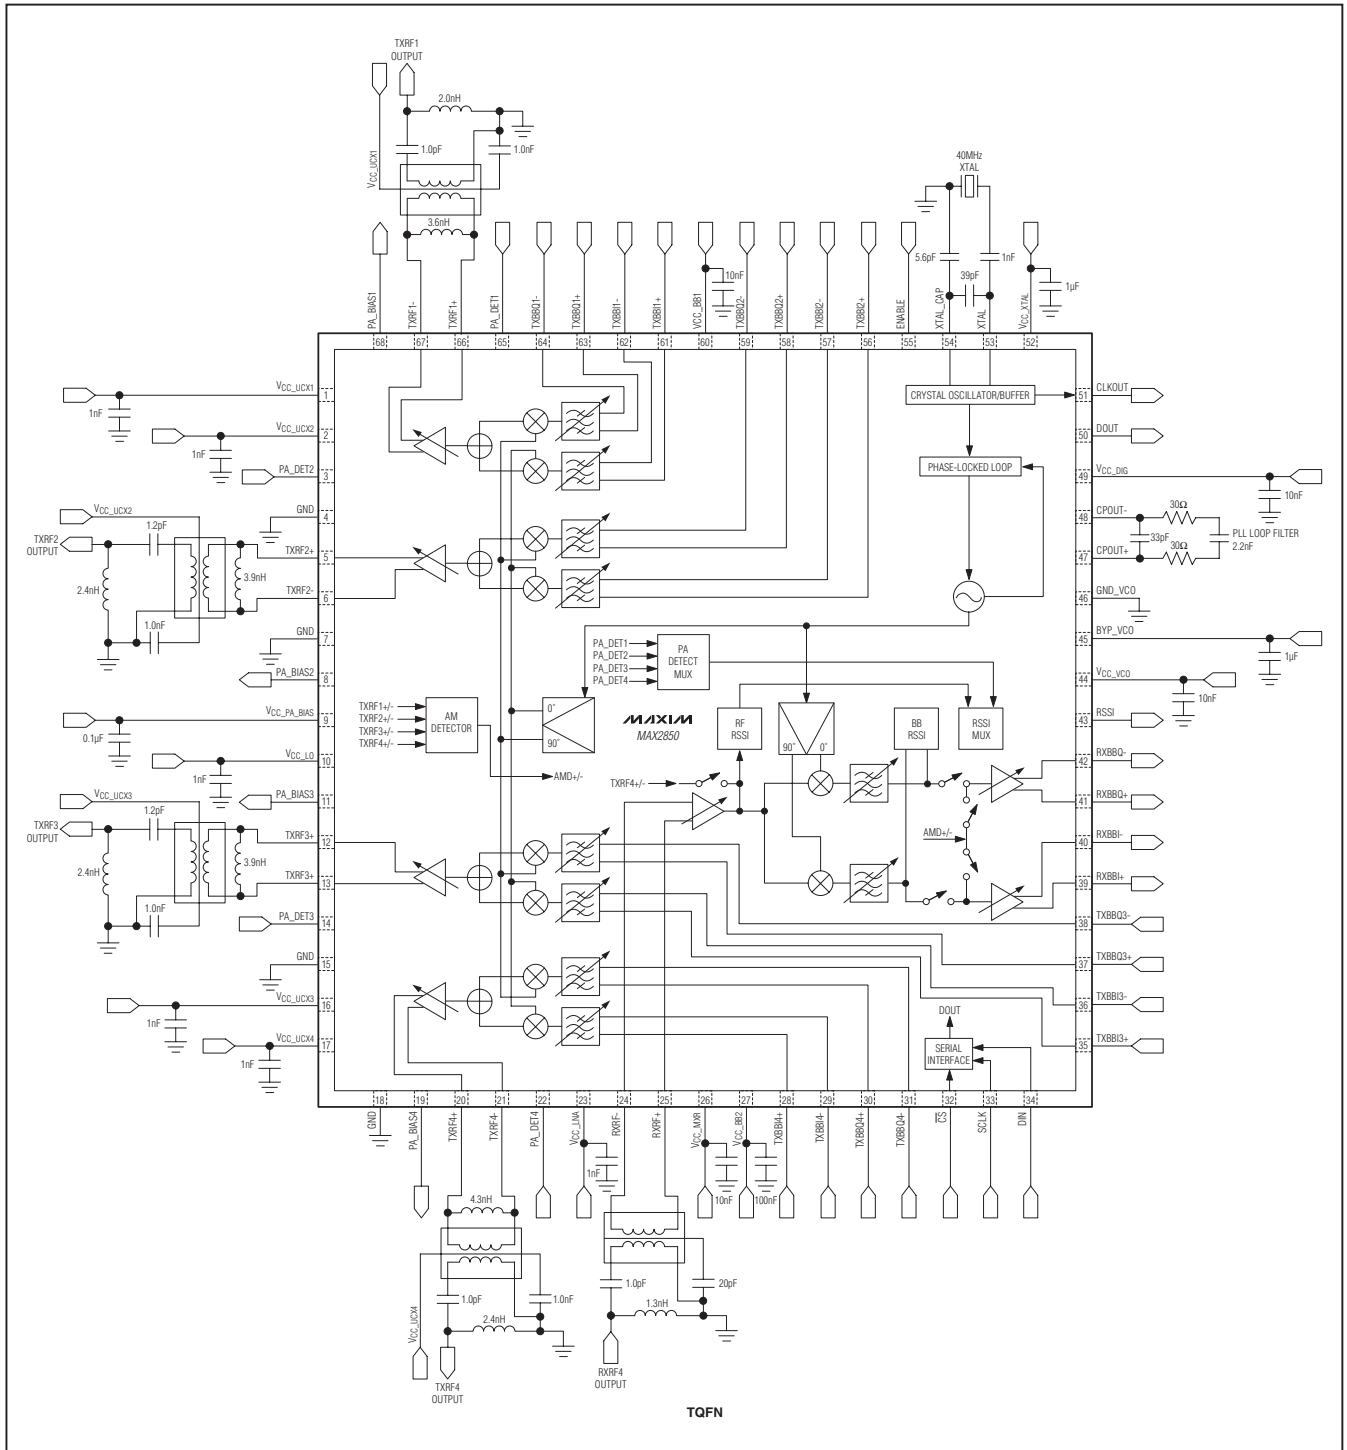 TXRF1
OUTPUT
2.0nH
1.0pF
1.0nF
VCC_UCX1
3.6nH
40MHz
XTAL
5.6pF
1nF
39pF
10nF
1µF
PA_BIAS1
TXRF1-
TXRF1+
PA_DET1
TXBBQ1-
TXBBQ1+
TXBBI1-
TXBBI1+
VCC_BB1
TXBBQ2-
TXBBQ2+
TXBBI2-
TXBBI2+
ENABLE
XTAL_CAP
XTAL
VCC_XTAL
68
67
66
65
64
63
62
61
60
59
58
57
56
55
54
53
52
VCC_UCX1
1
1nF
VCC_UCX2
2
1nF
PA_DET2
3
GND
4
VCC_UCX2
1.2pF
TXRF2
OUTPUT
TXRF2+
5
2.4nH
3.9nH
TXRF2-
6
1.0nF
GND
7
PA_BIAS2
8
VCC_PA_BIAS
9
0.1µF
VCC_LO
10
1nF
PA_BIAS3
11
VCC_UCX3
1.2pF
TXRF3
OUTPUT
TXRF3+
12
2.4nH
3.9nH
TXRF3+
13
1.0nF
PA_DET3
14
GND
15
VCC_UCX3
16
1nF
VCC_UCX4
17
1nF
CRYSTAL OSCILLATOR/BUFFER
PHASE-LOCKED LOOP
PA_DET1
PA_DET2
PA_DET3
PA_DET4
PA
DETECT
MUX
TXRF1+/-
TXRF2+/-
TXRF3+/-
TXRF4+/-
AM
DETECTOR
AMD+/-
0°
90°
MAXIM
MAX2850
RF
RSSI
90°
0°
BB
RSSI
RSSI
MUX
TXRF4+/-
AMD+/-
DOUT
SERIAL
INTERFACE
51
CLKOUT
50
DOUT
49
VCC_DIG
10nF
48
CPOUT-
30Ω
33pF
PLL LOOP FILTER
2.2nF
30Ω
47
CPOUT+
46
GND_VCO
45
BYP_VCO
1µF
44
VCC_VCO
10nF
43
RSSI
42
RXBBQ-
41
RXBBQ+
40
RXBBI-
39
RXBBI+
38
TXBBQ3-
37
TXBBQ3+
36
TXBBI3-
35
TXBBI3+
18
19
20
21
22
23
24
25
26
27
28
29
30
31
32
33
34
GND
PA_BIAS4
TXRF4+
TXRF4-
PA_DET4
VCC_LNA
RXRF-
RXRF+
VCC_MXR
VCC_BB2
TXBBI4+
TXBBI4-
TXBBQ4+
TXBBQ4-
CS
SCLK
DIN
1nF
10nF
100nF
4.3nH
1.0pF
1.0nF
2.4nH
VCC_UCX4
TXRF4
OUTPUT
1.0pF
20pF
1.3nH
RXRF4
OUTPUT
TQFN